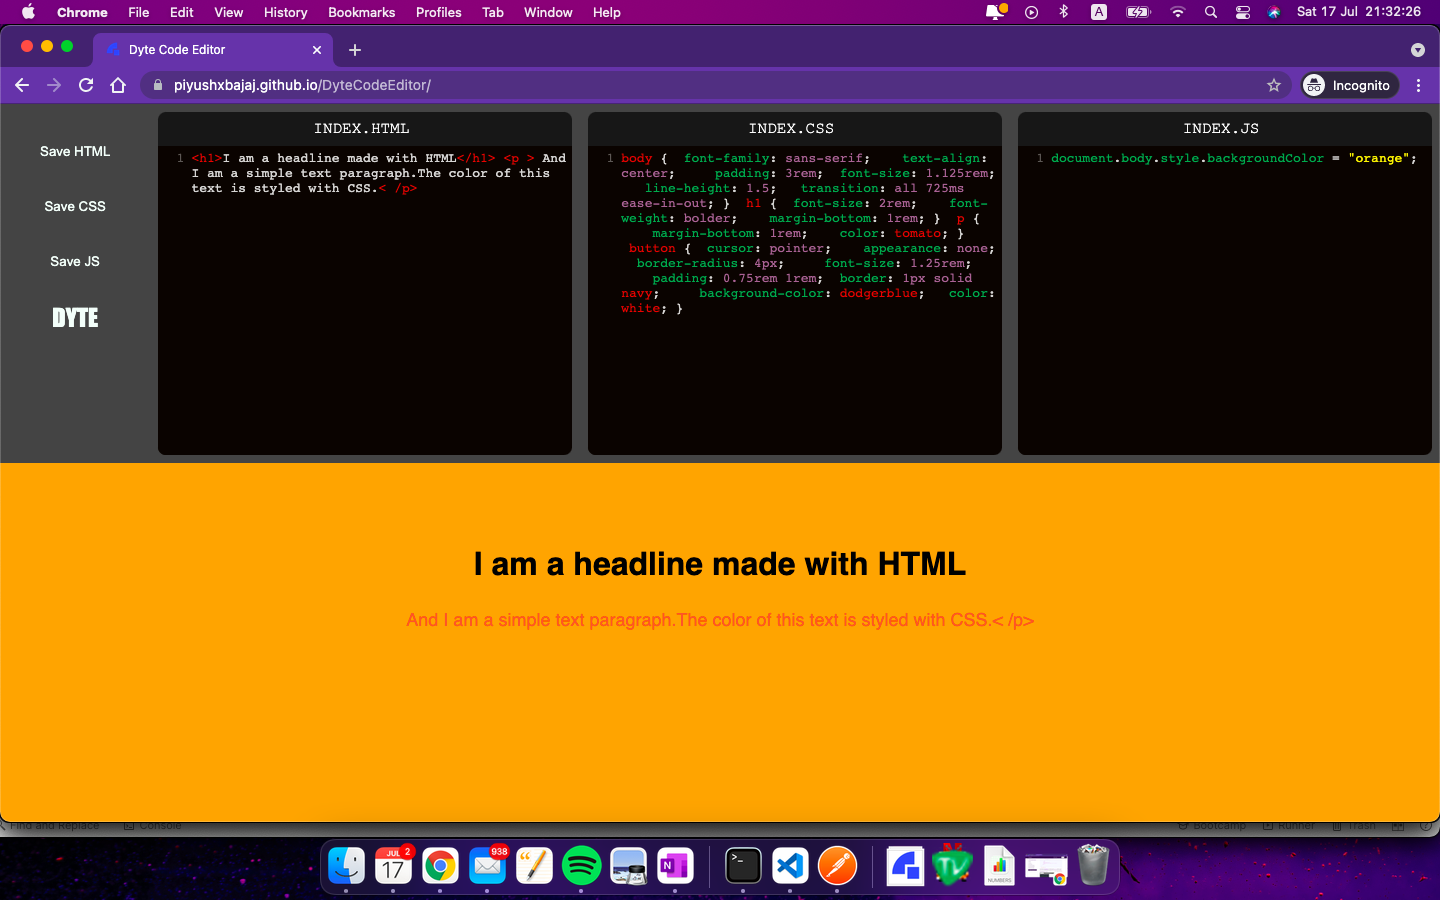 Chrome File Edit View History Bookmarks Profiles Tab Window Help A Sat 17 Jul 21:32:26
Dyte Code Editor
piyushxbajaj.github.io/DyteCodeEditor/ Incognito
Save HTML
Save CSS
Save JS
DYTE
INDEX.HTML
1 <h1>I am a headline made with HTML</h1> <p > And
I am a simple text paragraph.The color of this
text is styled with CSS.< /p>
INDEX.CSS
1 body { font-family: sans-serif; text-align:
center; padding: 3rem; font-size: 1.125rem;
line-height: 1.5; transition: all 725ms
ease-in-out; } h1 { font-size: 2rem; font-
weight: bolder; margin-bottom: 1rem; } p {
margin-bottom: 1rem; color: tomato; }
button { cursor: pointer; appearance: none;
border-radius: 4px; font-size: 1.25rem;
padding: 0.75rem 1rem; border: 1px solid
navy; background-color: dodgerblue; color:
white; }
INDEX.JS
1 document.body.style.backgroundColor = "orange";
I am a headline made with HTML
And I am a simple text paragraph.The color of this text is styled with CSS.< /p>
Find and Replace Console Bootcamp Runner Trash
JUL 2 938
17
N
TV
NUMBERS